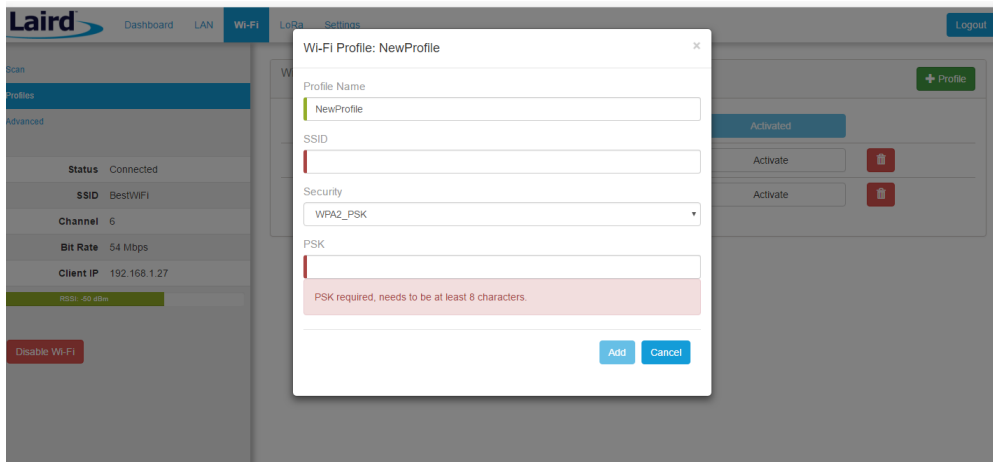 Laird
Dashboard LAN Wi-Fi LoRa Settings Logout
Scan
Profiles
Advanced
Status Connected
SSID BestWiFi
Channel 6
Bit Rate 54 Mbps
Client IP 192.168.1.27
RSSI: -50 dBm
Disable Wi-Fi
Profile
Activated
Activate
Activate
Wi-Fi Profile: NewProfile ×
Profile Name
NewProfile
SSID
Security
WPA2_PSK
PSK
PSK required, needs to be at least 8 characters.
Add Cancel